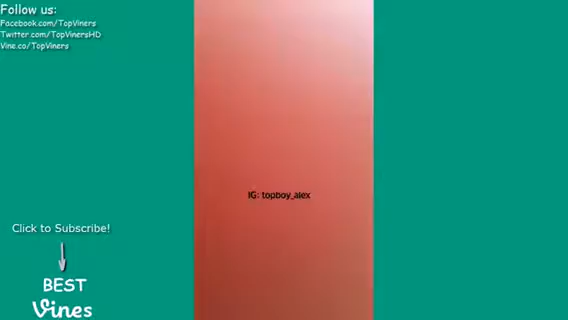 Follow us:
Facebook.com/TopViners
Twitter.com/TopVinersHD
Vine.co/TopViners
IG: topboy_alex
Click to Subscribe!
BEST
Vines